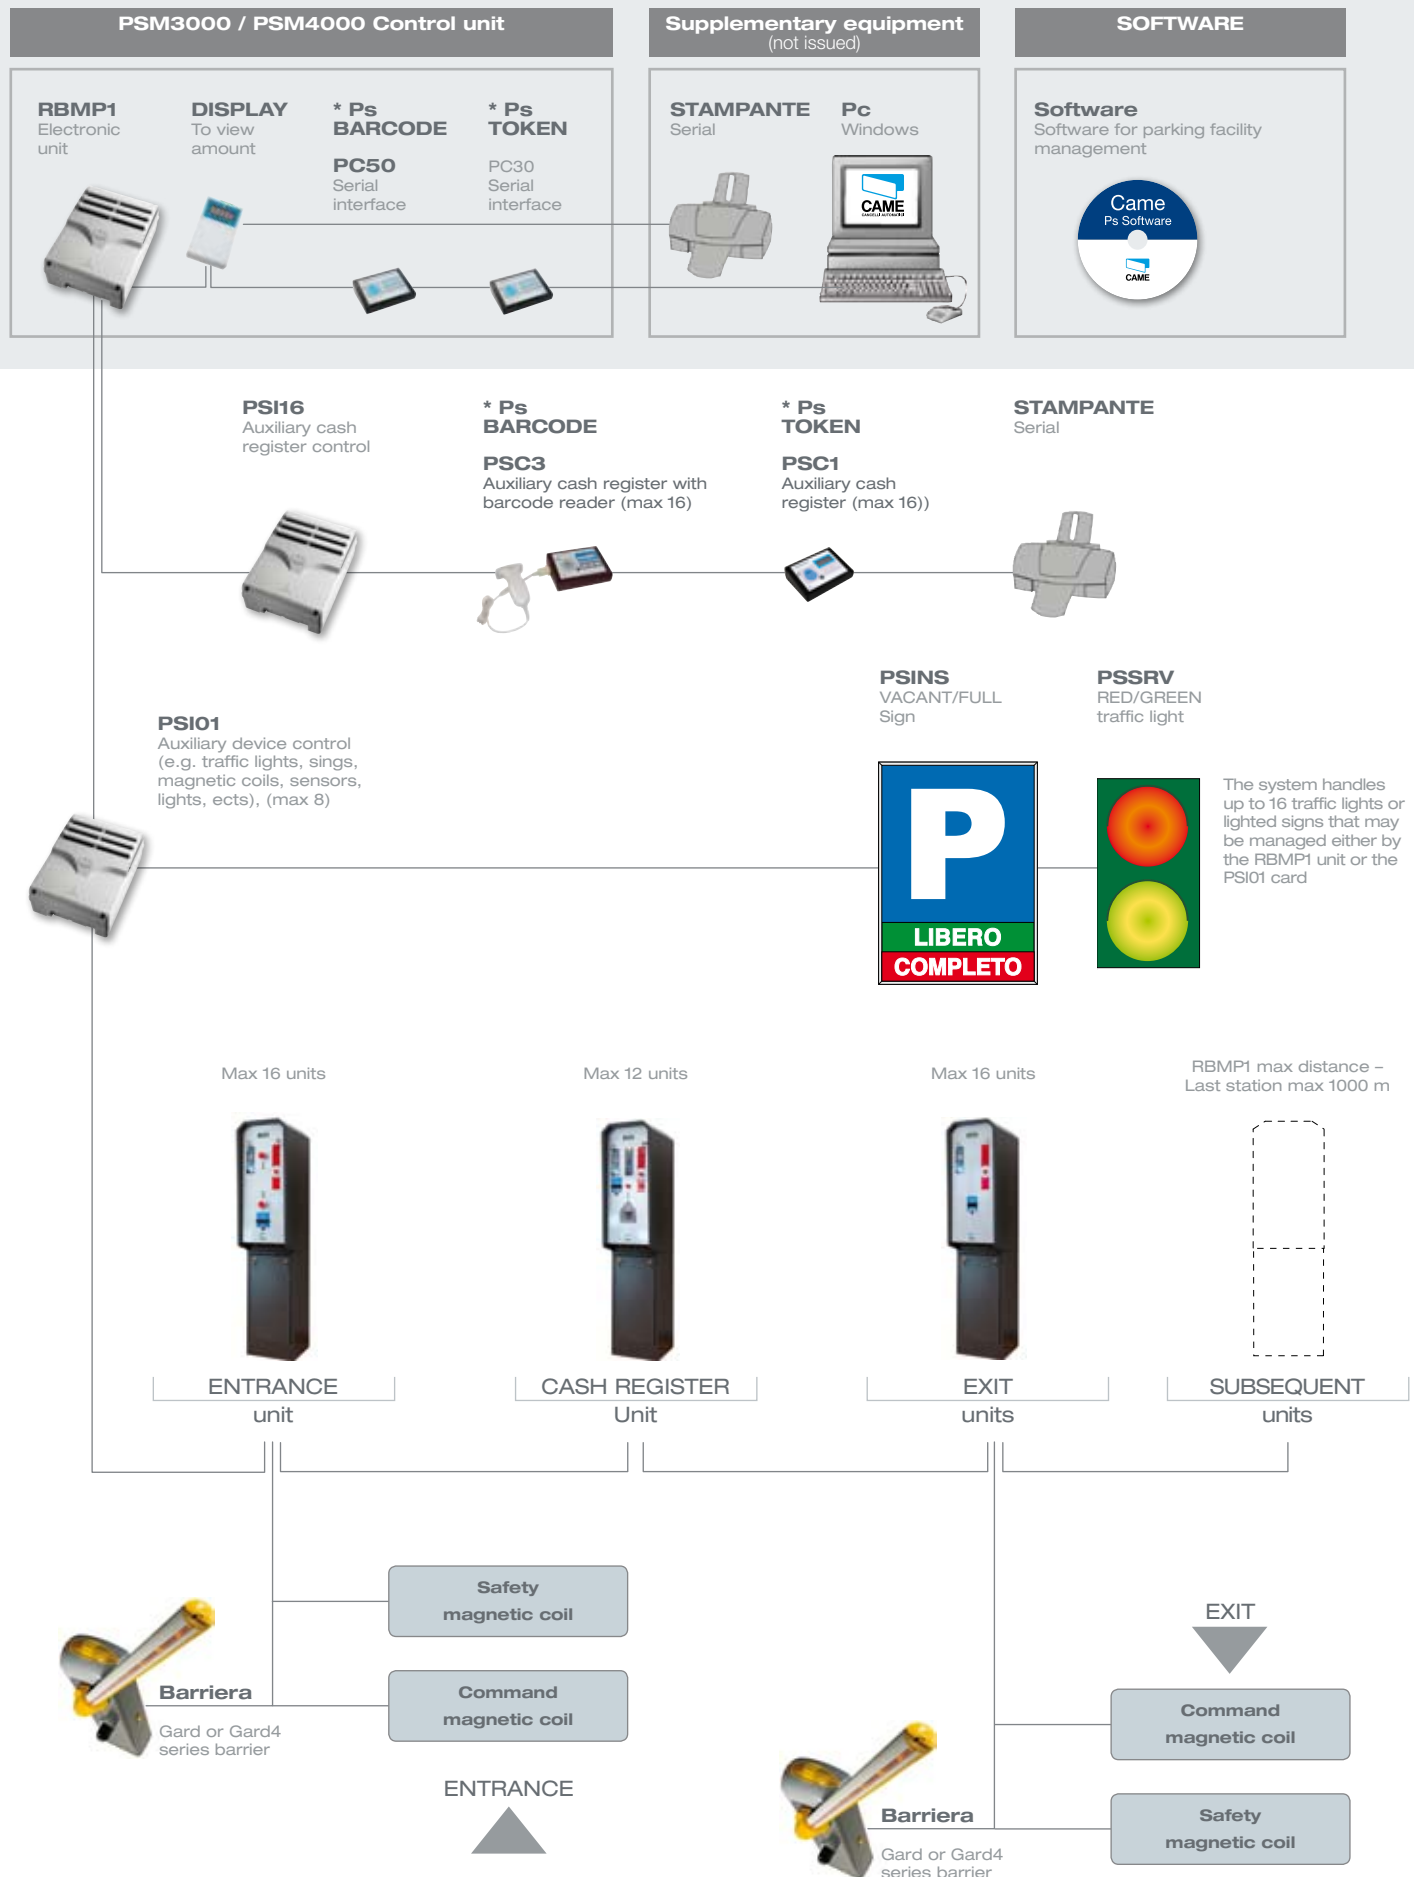 PSM3000 / PSM4000 Control unit
Supplementary equipment
(not issued)
SOFTWARE
RBMP1
Electronic
unit
DISPLAY
To view
amount
* Ps
BARCODE
PC50
Serial
interface
* Ps
TOKEN
PC30
Serial
interface
STAMPANTE
Serial
Pc
Windows
CAME
CANCELLI AUTOMATICI
Software
Software for parking facility
management
Came
Ps Software
CAME
PSI16
Auxiliary cash
register control
* Ps
BARCODE
PSC3
Auxiliary cash register with
barcode reader (max 16)
* Ps
TOKEN
PSC1
Auxiliary cash
register (max 16))
STAMPANTE
Serial
PSI01
Auxiliary device control
(e.g. traffic lights, sings,
magnetic coils, sensors,
lights, ects), (max 8)
PSINS
VACANT/FULL
Sign
PSSRV
RED/GREEN
traffic light
P
LIBERO
COMPLETO
The system handles
up to 16 traffic lights or
lighted signs that may
be managed either by
the RBMP1 unit or the
PSI01 card
Max 16 units
Max 12 units
Max 16 units
RBMP1 max distance –
Last station max 1000 m
ENTRANCE
unit
CASH REGISTER
Unit
EXIT
units
SUBSEQUENT
units
Safety
magnetic coil
Command
magnetic coil
Barriera
Gard or Gard4
series barrier
ENTRANCE
EXIT
Command
magnetic coil
Safety
magnetic coil
Barriera
Gard or Gard4
series barrier